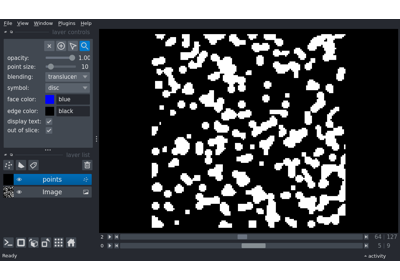 File View Window Plugins Help
layer controls
opacity: 1.00
point size: 10
blending: translucen
symbol: disc
face color: blue
edge color: black
display text:
out of slice:
layer list
points
Image
2 64 127
0 5 9
Ready activity